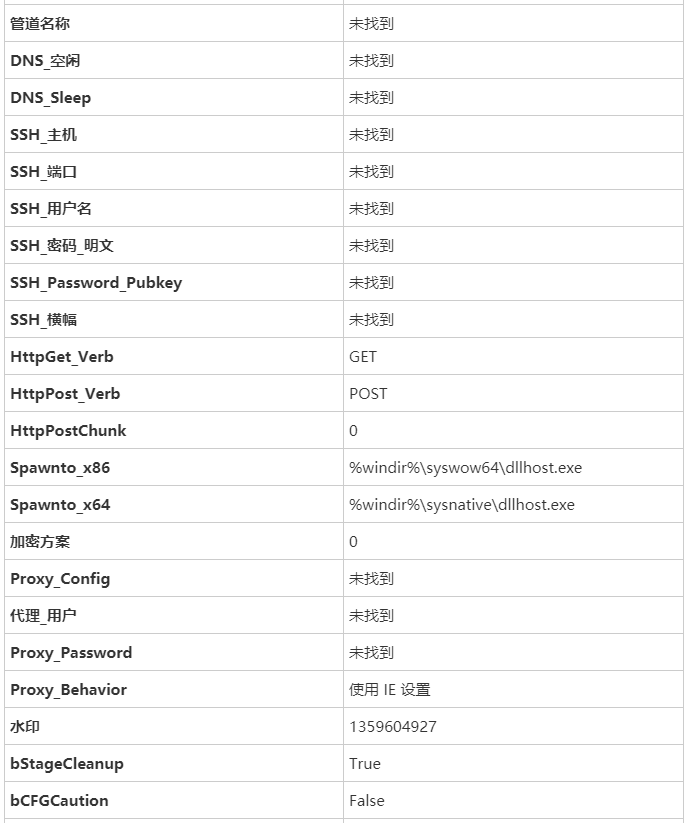 管道名称 未找到
DNS_空闲 未找到
DNS_Sleep 未找到
SSH_主机 未找到
SSH_端口 未找到
SSH_用户名 未找到
SSH_密码_明文 未找到
SSH_Password_Pubkey 未找到
SSH_横幅 未找到
HttpGet_Verb GET
HttpPost_Verb POST
HttpPostChunk 0
Spawnto_x86 %windir%\syswow64\dllhost.exe
Spawnto_x64 %windir%\sysnative\dllhost.exe
加密方案 0
Proxy_Config 未找到
代理_用户 未找到
Proxy_Password 未找到
Proxy_Behavior 使用 IE 设置
水印 1359604927
bStageCleanup True
bCFGCaution False